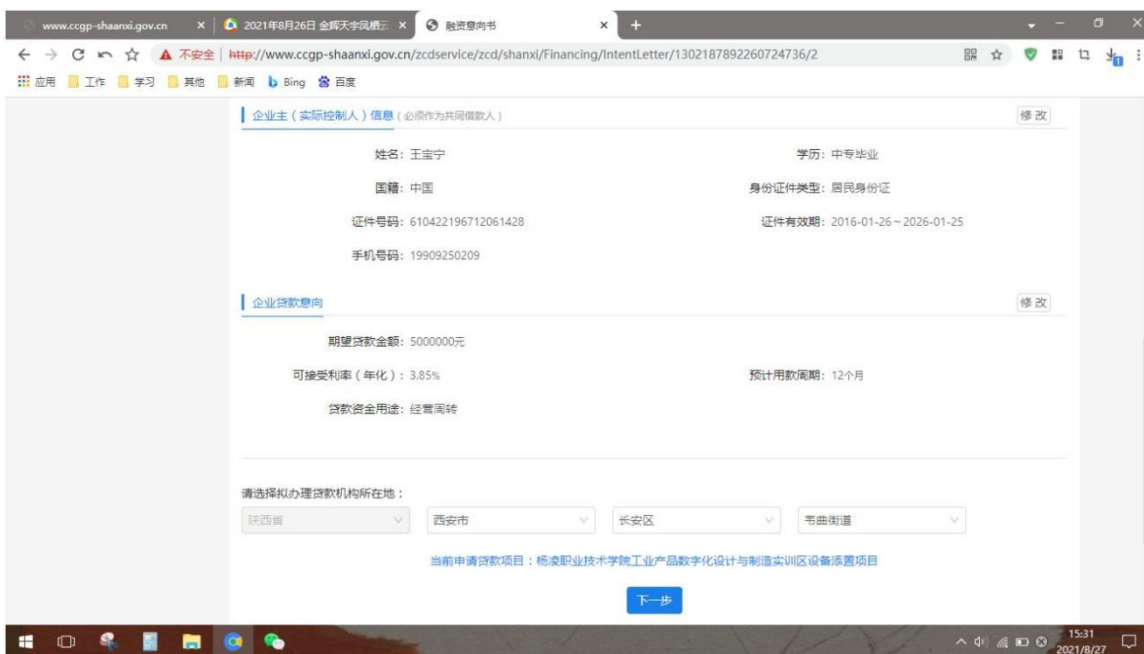 www.ccgp-shaanxi.gov.cn
2021年8月26日 金辉天宇凤栖云
融资意向书
不安全 http://www.ccgp-shaanxi.gov.cn/zcdservice/zcd/shanxi/Financing/IntentLetter/1302187892260724736/2
应用 工作 学习 其他 新闻 Bing 百度
企业主（实际控制人）信息（必须作为共同借款人） 修改
姓名：王宝宁 学历：中专毕业
国籍：中国 身份证件类型：居民身份证
证件号码：610422196712061428 证件有效期：2016-01-26～2026-01-25
手机号码：19909250209
企业贷款意向 修改
期望贷款金额：5000000元
可接受利率（年化）：3.85% 预计用款周期：12个月
贷款资金用途：经营周转
请选择拟办理贷款机构所在地：
陕西省 西安市 长安区 韦曲街道
当前申请贷款项目：杨凌职业技术学院工业产品数字化设计与制造实训区设备添置项目
下一步
15:31
2021/8/27